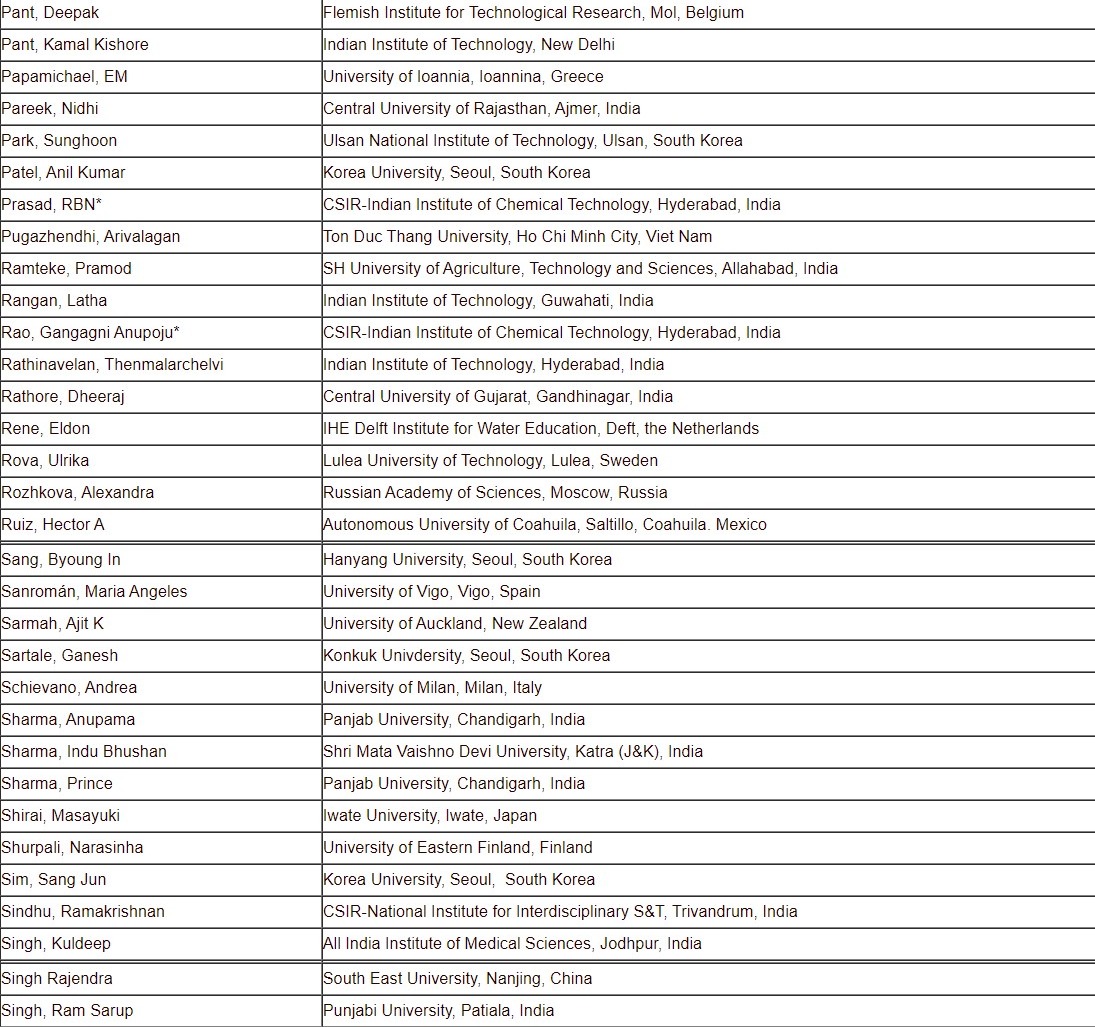 Pant, Deepak Flemish Institute for Technological Research, Mol, Belgium
Pant, Kamal Kishore Indian Institute of Technology, New Delhi
Papamichael, EM University of Ioannia, Ioannina, Greece
Pareek, Nidhi Central University of Rajasthan, Ajmer, India
Park, Sunghoon Ulsan National Institute of Technology, Ulsan, South Korea
Patel, Anil Kumar Korea University, Seoul, South Korea
Prasad, RBN* CSIR-Indian Institute of Chemical Technology, Hyderabad, India
Pugazhendhi, Arivalagan Ton Duc Thang University, Ho Chi Minh City, Viet Nam
Ramteke, Pramod SH University of Agriculture, Technology and Sciences, Allahabad, India
Rangan, Latha Indian Institute of Technology, Guwahati, India
Rao, Gangagni Anupoju* CSIR-Indian Institute of Chemical Technology, Hyderabad, India
Rathinavelan, Thenmalarchelvi Indian Institute of Technology, Hyderabad, India
Rathore, Dheeraj Central University of Gujarat, Gandhinagar, India
Rene, Eldon IHE Delft Institute for Water Education, Deft, the Netherlands
Rova, Ulrika Lulea University of Technology, Lulea, Sweden
Rozhkova, Alexandra Russian Academy of Sciences, Moscow, Russia
Ruiz, Hector A Autonomous University of Coahuila, Saltillo, Coahuila. Mexico
Sang, Byoung In Hanyang University, Seoul, South Korea
Sanromán, Maria Angeles University of Vigo, Vigo, Spain
Sarmah, Ajit K University of Auckland, New Zealand
Sartale, Ganesh Konkuk Univdersity, Seoul, South Korea
Schievano, Andrea University of Milan, Milan, Italy
Sharma, Anupama Panjab University, Chandigarh, India
Sharma, Indu Bhushan Shri Mata Vaishno Devi University, Katra (J&K), India
Sharma, Prince Panjab University, Chandigarh, India
Shirai, Masayuki Iwate University, Iwate, Japan
Shurpali, Narasinha University of Eastern Finland, Finland
Sim, Sang Jun Korea University, Seoul, South Korea
Sindhu, Ramakrishnan CSIR-National Institute for Interdisciplinary S&T, Trivandrum, India
Singh, Kuldeep All India Institute of Medical Sciences, Jodhpur, India
Singh Rajendra South East University, Nanjing, China
Singh, Ram Sarup Punjabi University, Patiala, India